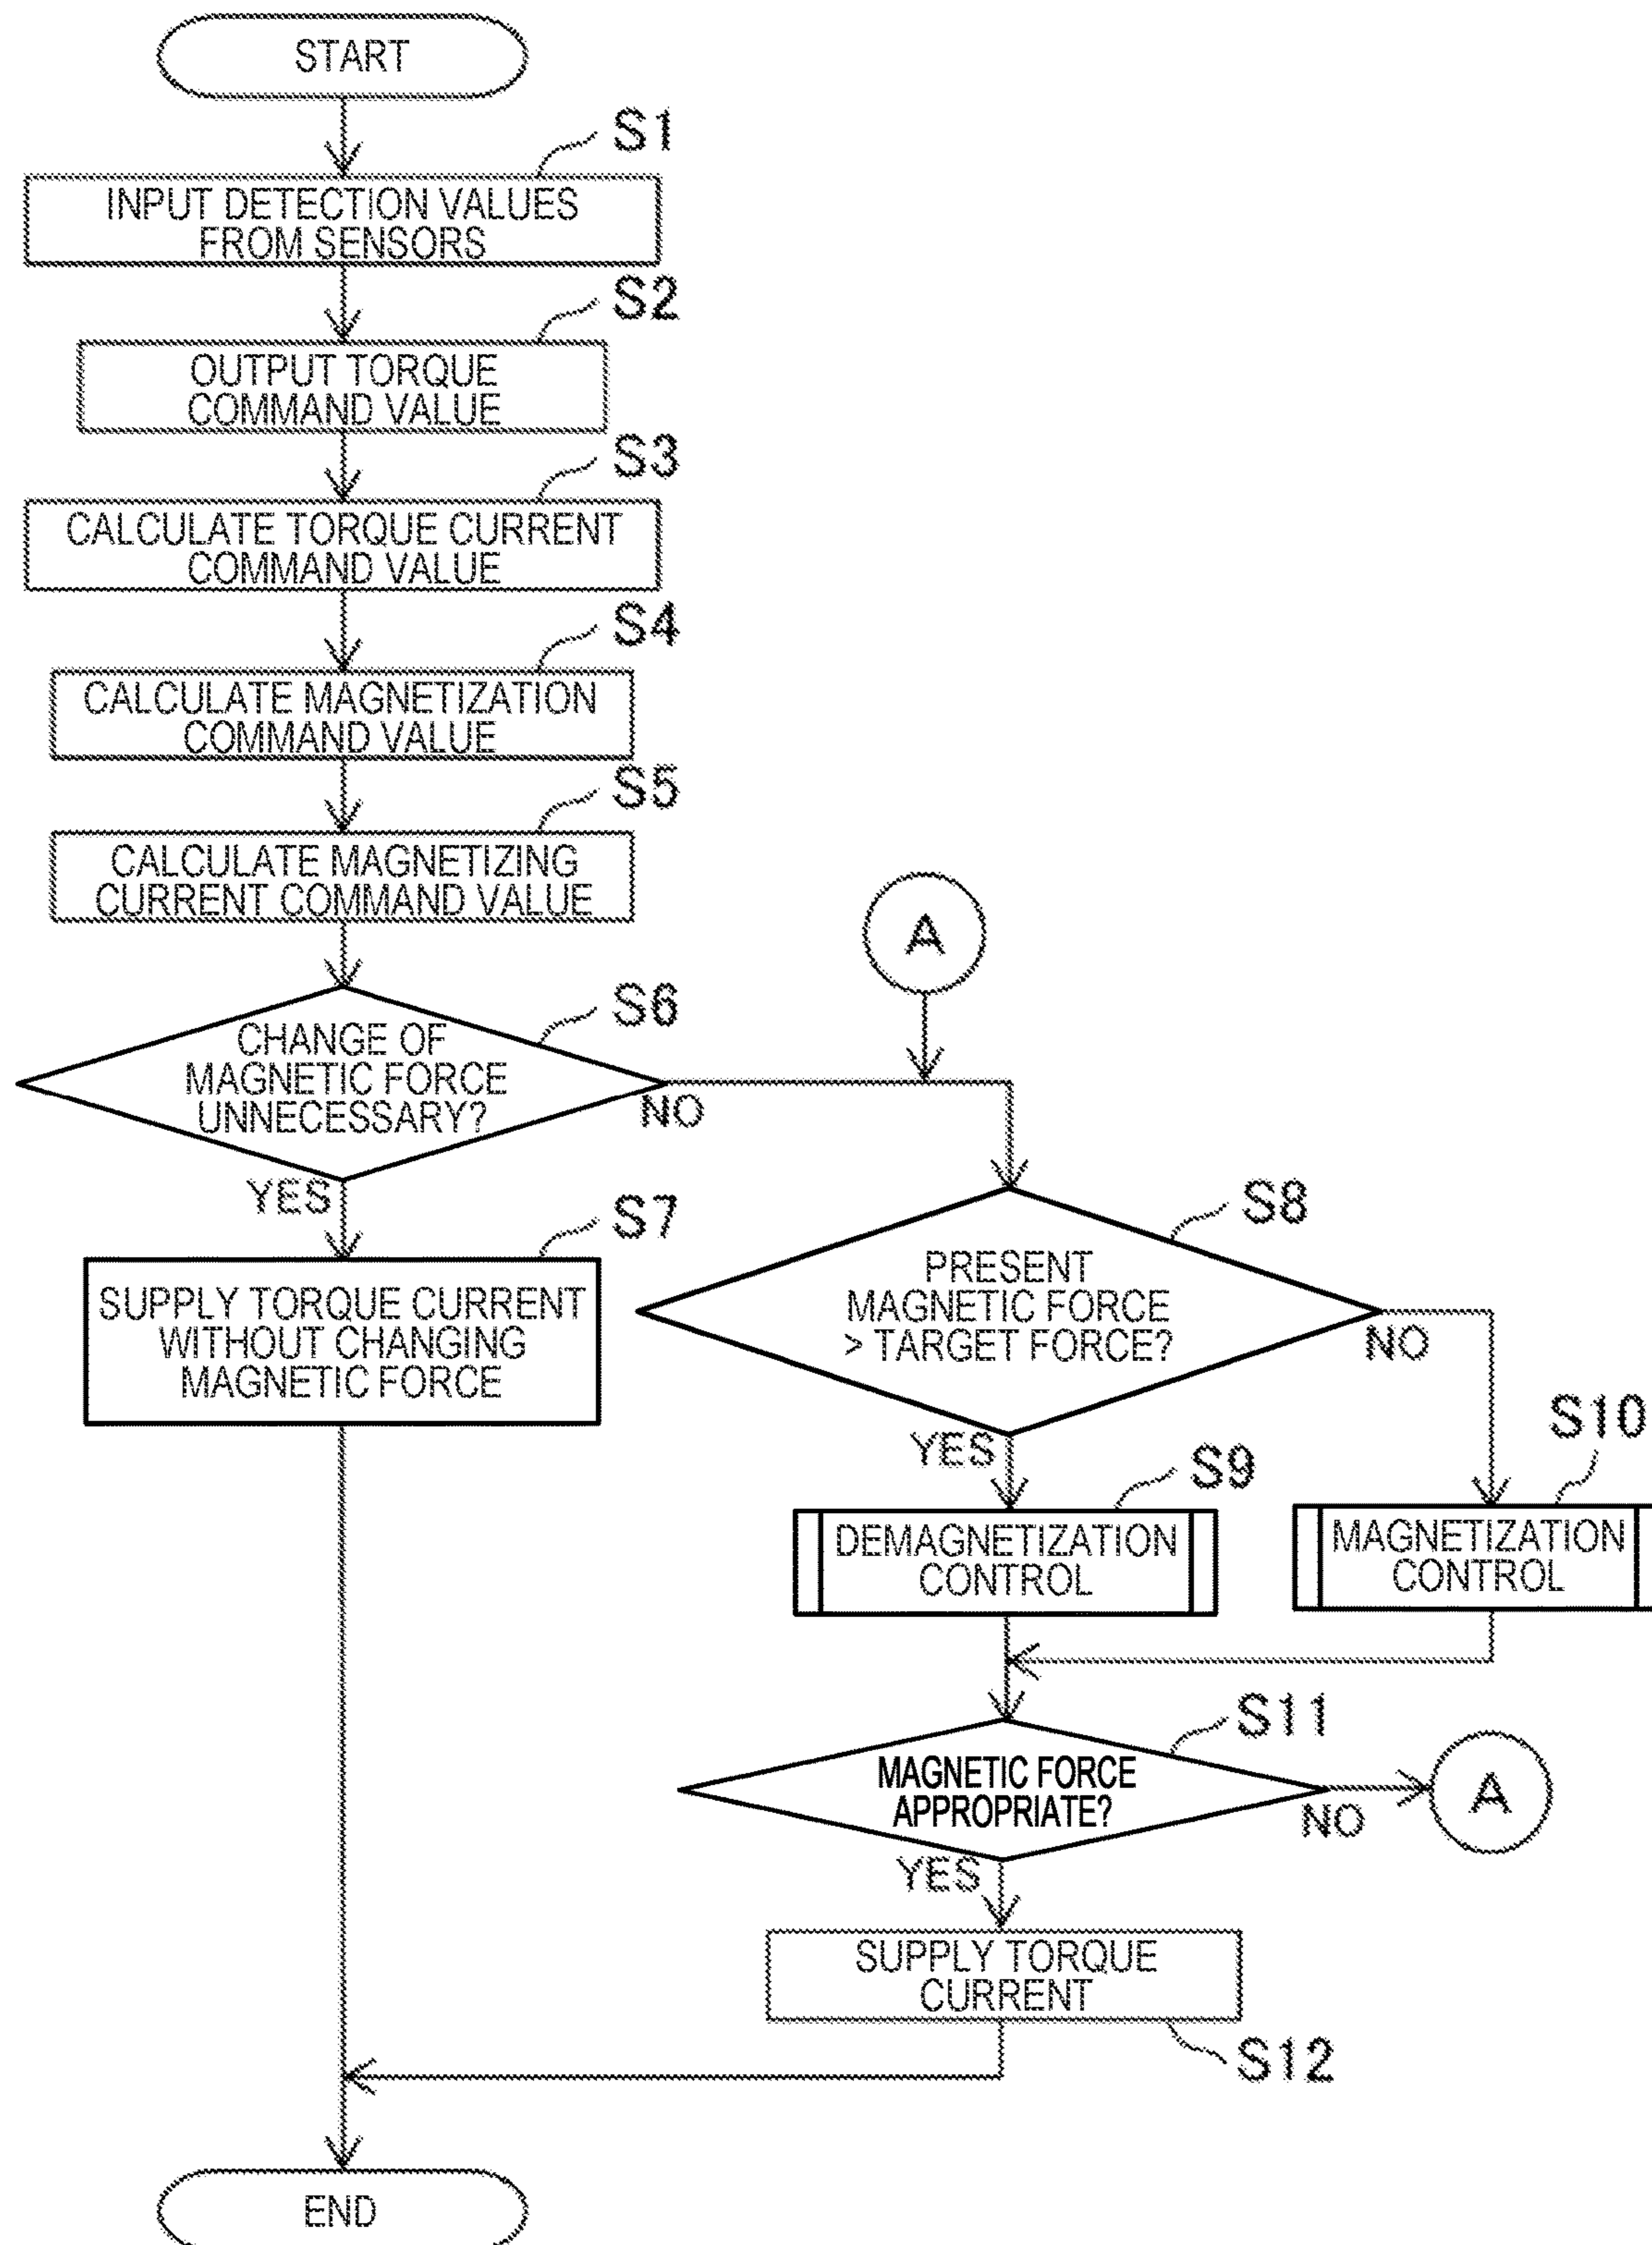 START
S1
INPUT DETECTION VALUES
FROM SENSORS
S2
OUTPUT TORQUE
COMMAND VALUE
S3
CALCULATE TORQUE CURRENT
COMMAND VALUE
S4
CALCULATE MAGNETIZATION
COMMAND VALUE
S5
CALCULATE MAGNETIZING
CURRENT COMMAND VALUE
A
S6
CHANGE OF
MAGNETIC FORCE
UNNECESSARY?
NO
YES
S7
SUPPLY TORQUE CURRENT
WITHOUT CHANGING
MAGNETIC FORCE
S8
PRESENT
MAGNETIC FORCE
> TARGET FORCE?
NO
YES
S9
DEMAGNETIZATION
CONTROL
S10
MAGNETIZATION
CONTROL
S11
MAGNETIC FORCE
APPROPRIATE?
NO
A
YES
SUPPLY TORQUE
CURRENT
S12
END